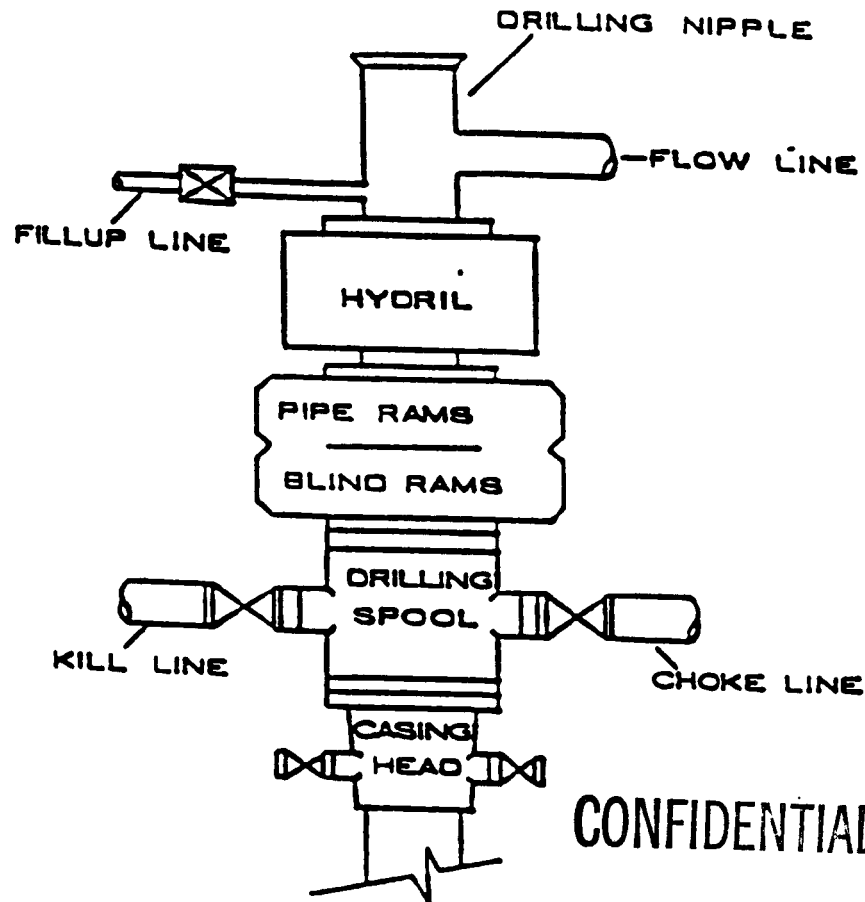 DRILLING NIPPLE
FLOW LINE
FILLUP LINE
HYDRIL
PIPE RAMS
BLIND RAMS
DRILLING
SPOOL
KILL LINE
CHOKE LINE
CASING
HEAD
CONFIDENTIAL